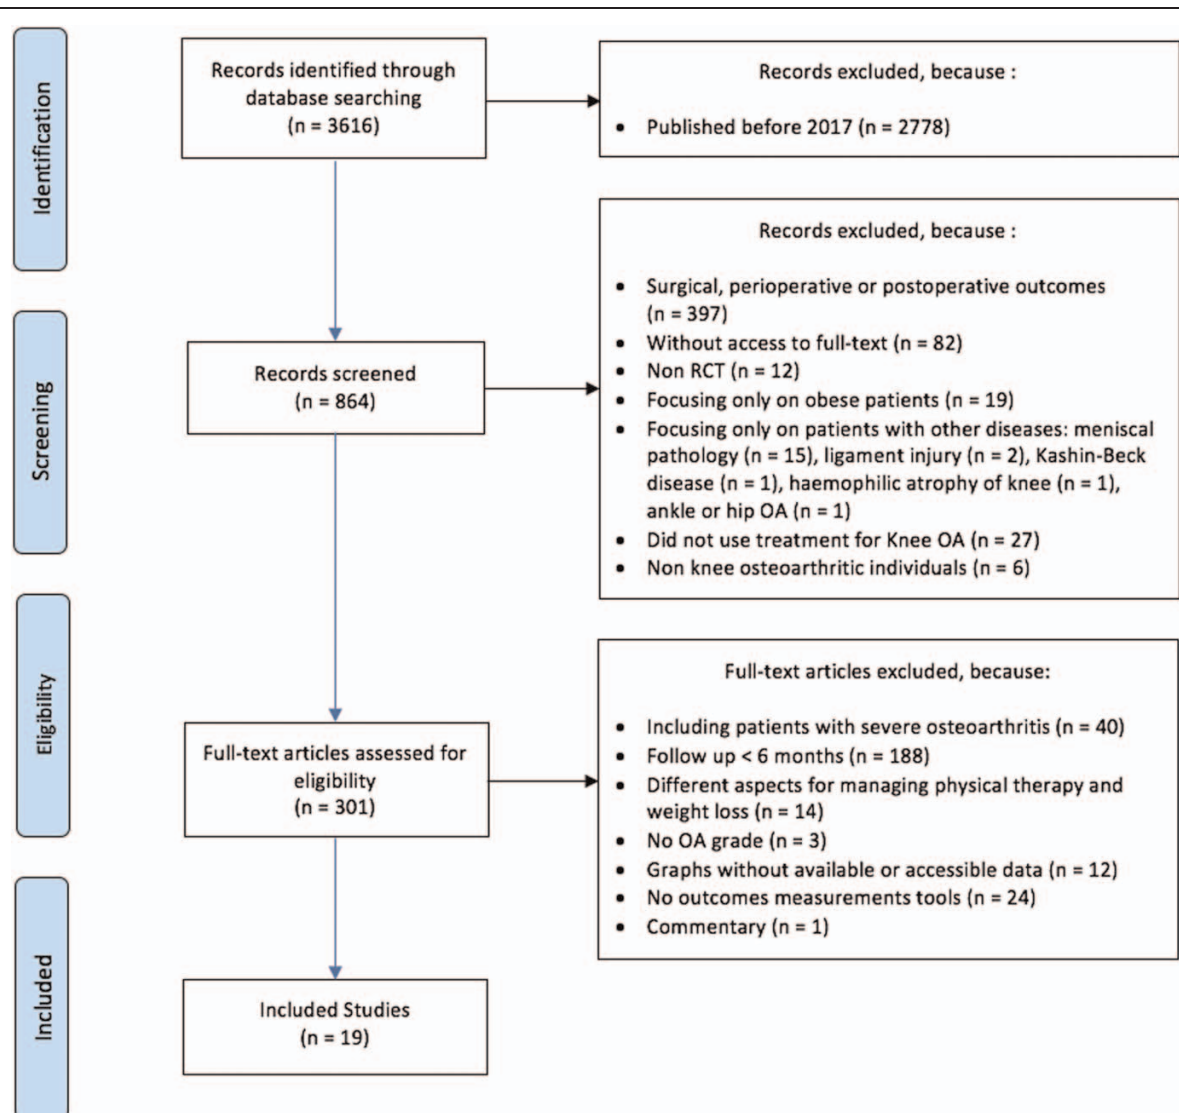 Identification
Records identified through
database searching
(n = 3616)
Records excluded, because :
• Published before 2017 (n = 2778)
Screening
Records screened
(n = 864)
Records excluded, because :
• Surgical, perioperative or postoperative outcomes
(n = 397)
• Without access to full-text (n = 82)
• Non RCT (n = 12)
• Focusing only on obese patients (n = 19)
• Focusing only on patients with other diseases: meniscal
pathology (n = 15), ligament injury (n = 2), Kashin-Beck
disease (n = 1), haemophilic atrophy of knee (n = 1),
ankle or hip OA (n = 1)
• Did not use treatment for Knee OA (n = 27)
• Non knee osteoarthritic individuals (n = 6)
Eligibility
Full-text articles assessed for
eligibility
(n = 301)
Full-text articles excluded, because:
• Including patients with severe osteoarthritis (n = 40)
• Follow up < 6 months (n = 188)
• Different aspects for managing physical therapy and
weight loss (n = 14)
• No OA grade (n = 3)
• Graphs without available or accessible data (n = 12)
• No outcomes measurements tools (n = 24)
• Commentary (n = 1)
Included
Included Studies
(n = 19)